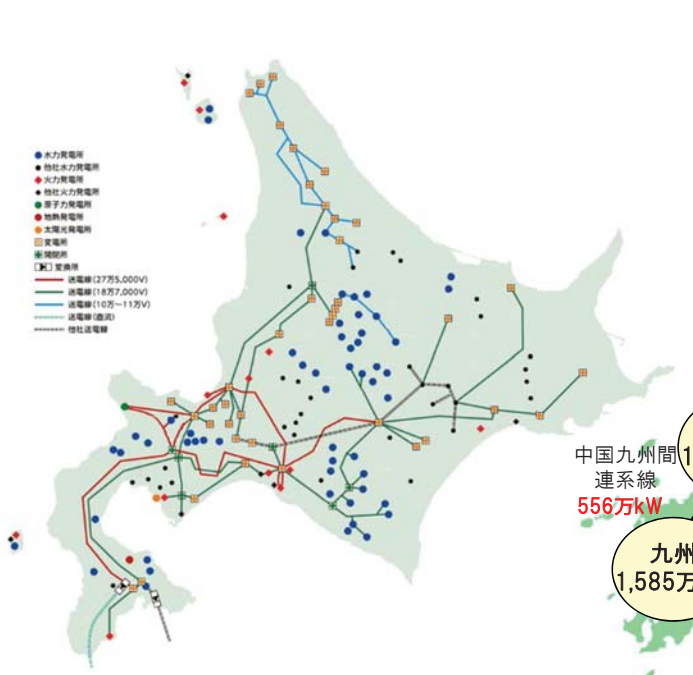 水力発電所
他社水力発電所
火力発電所
他社火力発電所
原子力発電所
地熱発電所
太陽光発電所
変電所
開閉所
変換所
送電線(27万5,000V)
送電線(18万7,000V)
送電線(10万〜11万V)
送電線(直流)
他社送電線
中国九州間
連系線
556万kW
1
九州
1,585万